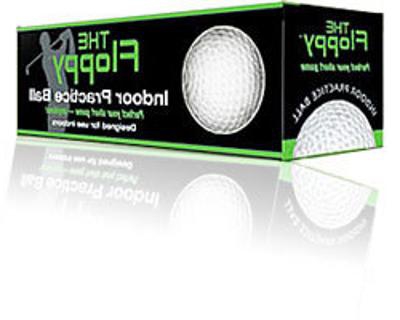 THE
Floppy
Indoor Practice Ball
Perfect your short game – anywhere
Designed for use indoors
THE
Floppy
Perfect your short game
INDOOR PRACTICE BALL